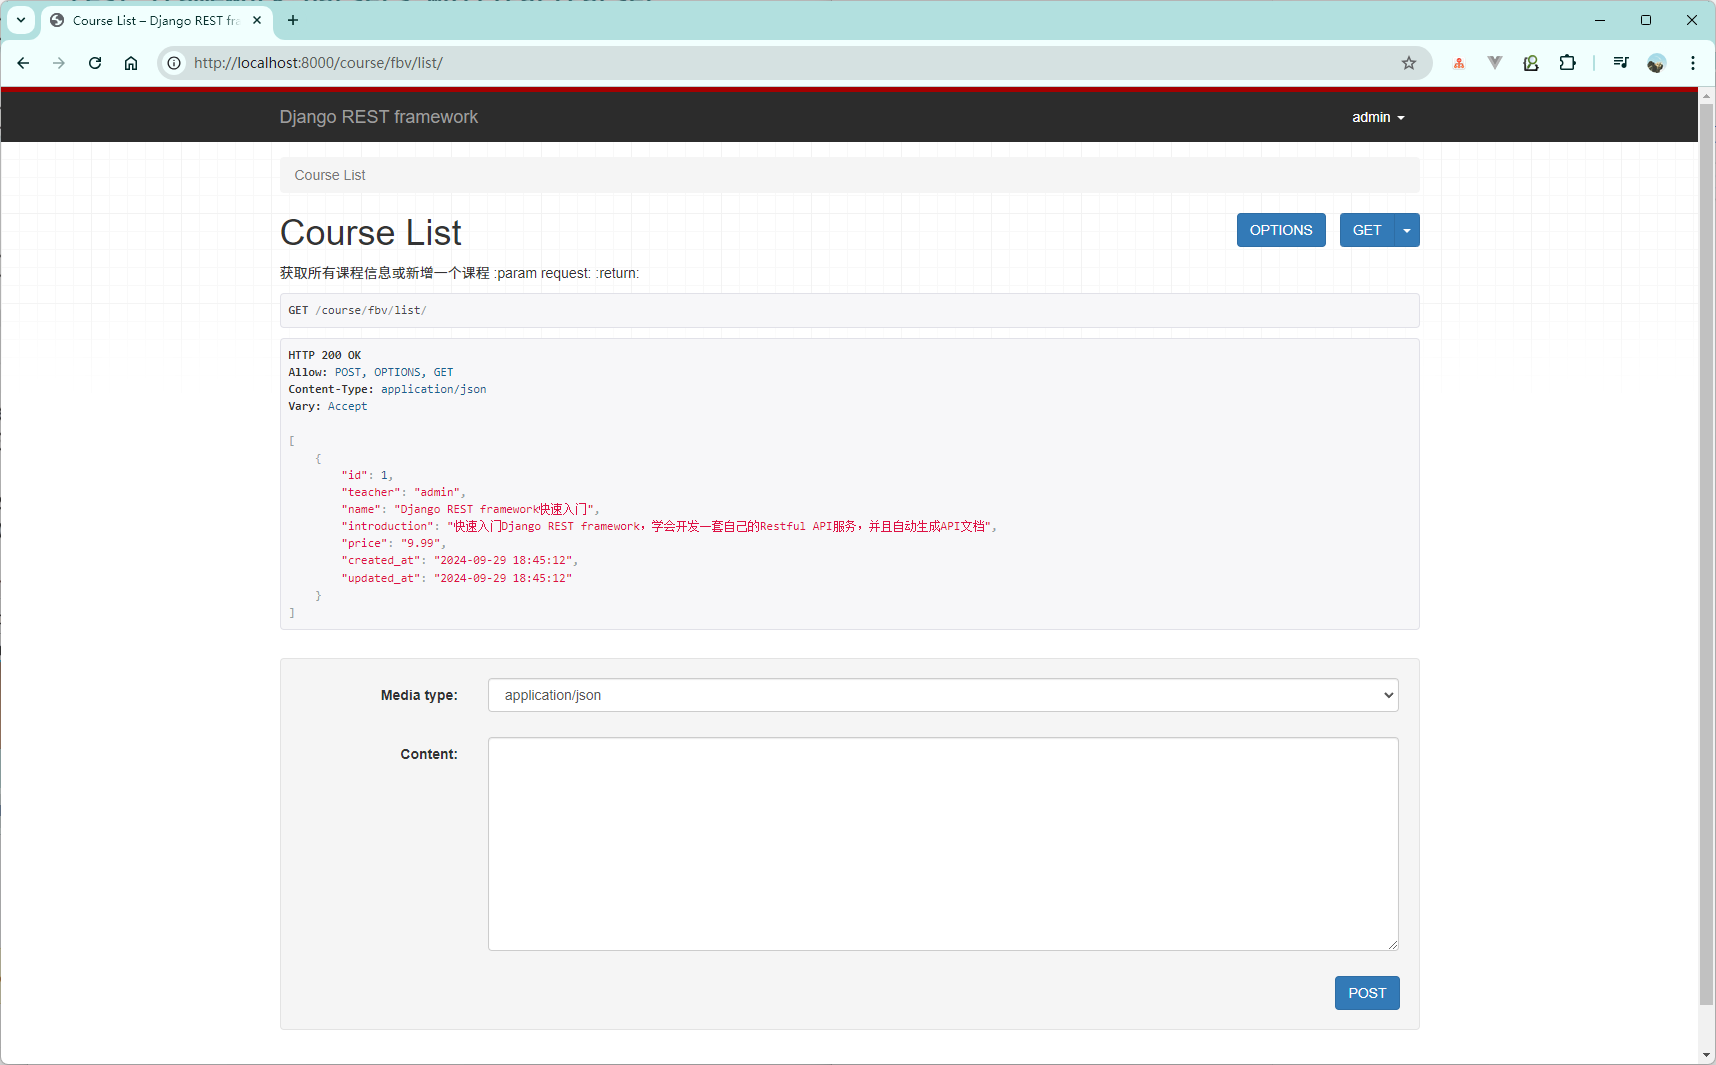 Course List – Django REST fra
http://localhost:8000/course/fbv/list/
Django REST framework
admin
Course List
Course List
OPTIONS
GET
获取所有课程信息或新增一个课程 :param request: :return:
GET /course/fbv/list/
HTTP 200 OK
Allow: POST, OPTIONS, GET
Content-Type: application/json
Vary: Accept
[
{
"id": 1,
"teacher": "admin",
"name": "Django REST framework快速入门",
"introduction": "快速入门Django REST framework，学会开发一套自己的Restful API服务，并且自动生成API文档",
"price": "9.99",
"created_at": "2024-09-29 18:45:12",
"updated_at": "2024-09-29 18:45:12"
}
]
Media type:
application/json
Content:
POST